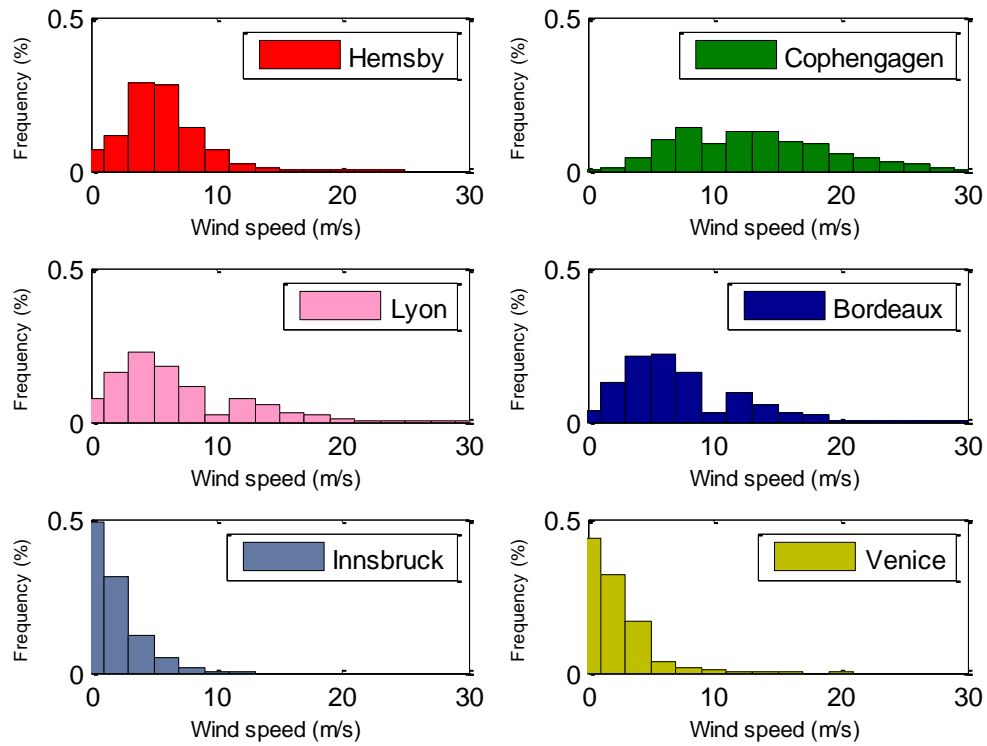 0.5
Hemsby
Frequency (%)
0
0 10 20 30
Wind speed (m/s)
0.5
Cophengagen
Frequency (%)
0
0 10 20 30
Wind speed (m/s)
0.5
Lyon
Frequency (%)
0
0 10 20 30
Wind speed (m/s)
0.5
Bordeaux
Frequency (%)
0
0 10 20 30
Wind speed (m/s)
0.5
Innsbruck
Frequency (%)
0
0 10 20 30
Wind speed (m/s)
0.5
Venice
Frequency (%)
0
0 10 20 30
Wind speed (m/s)